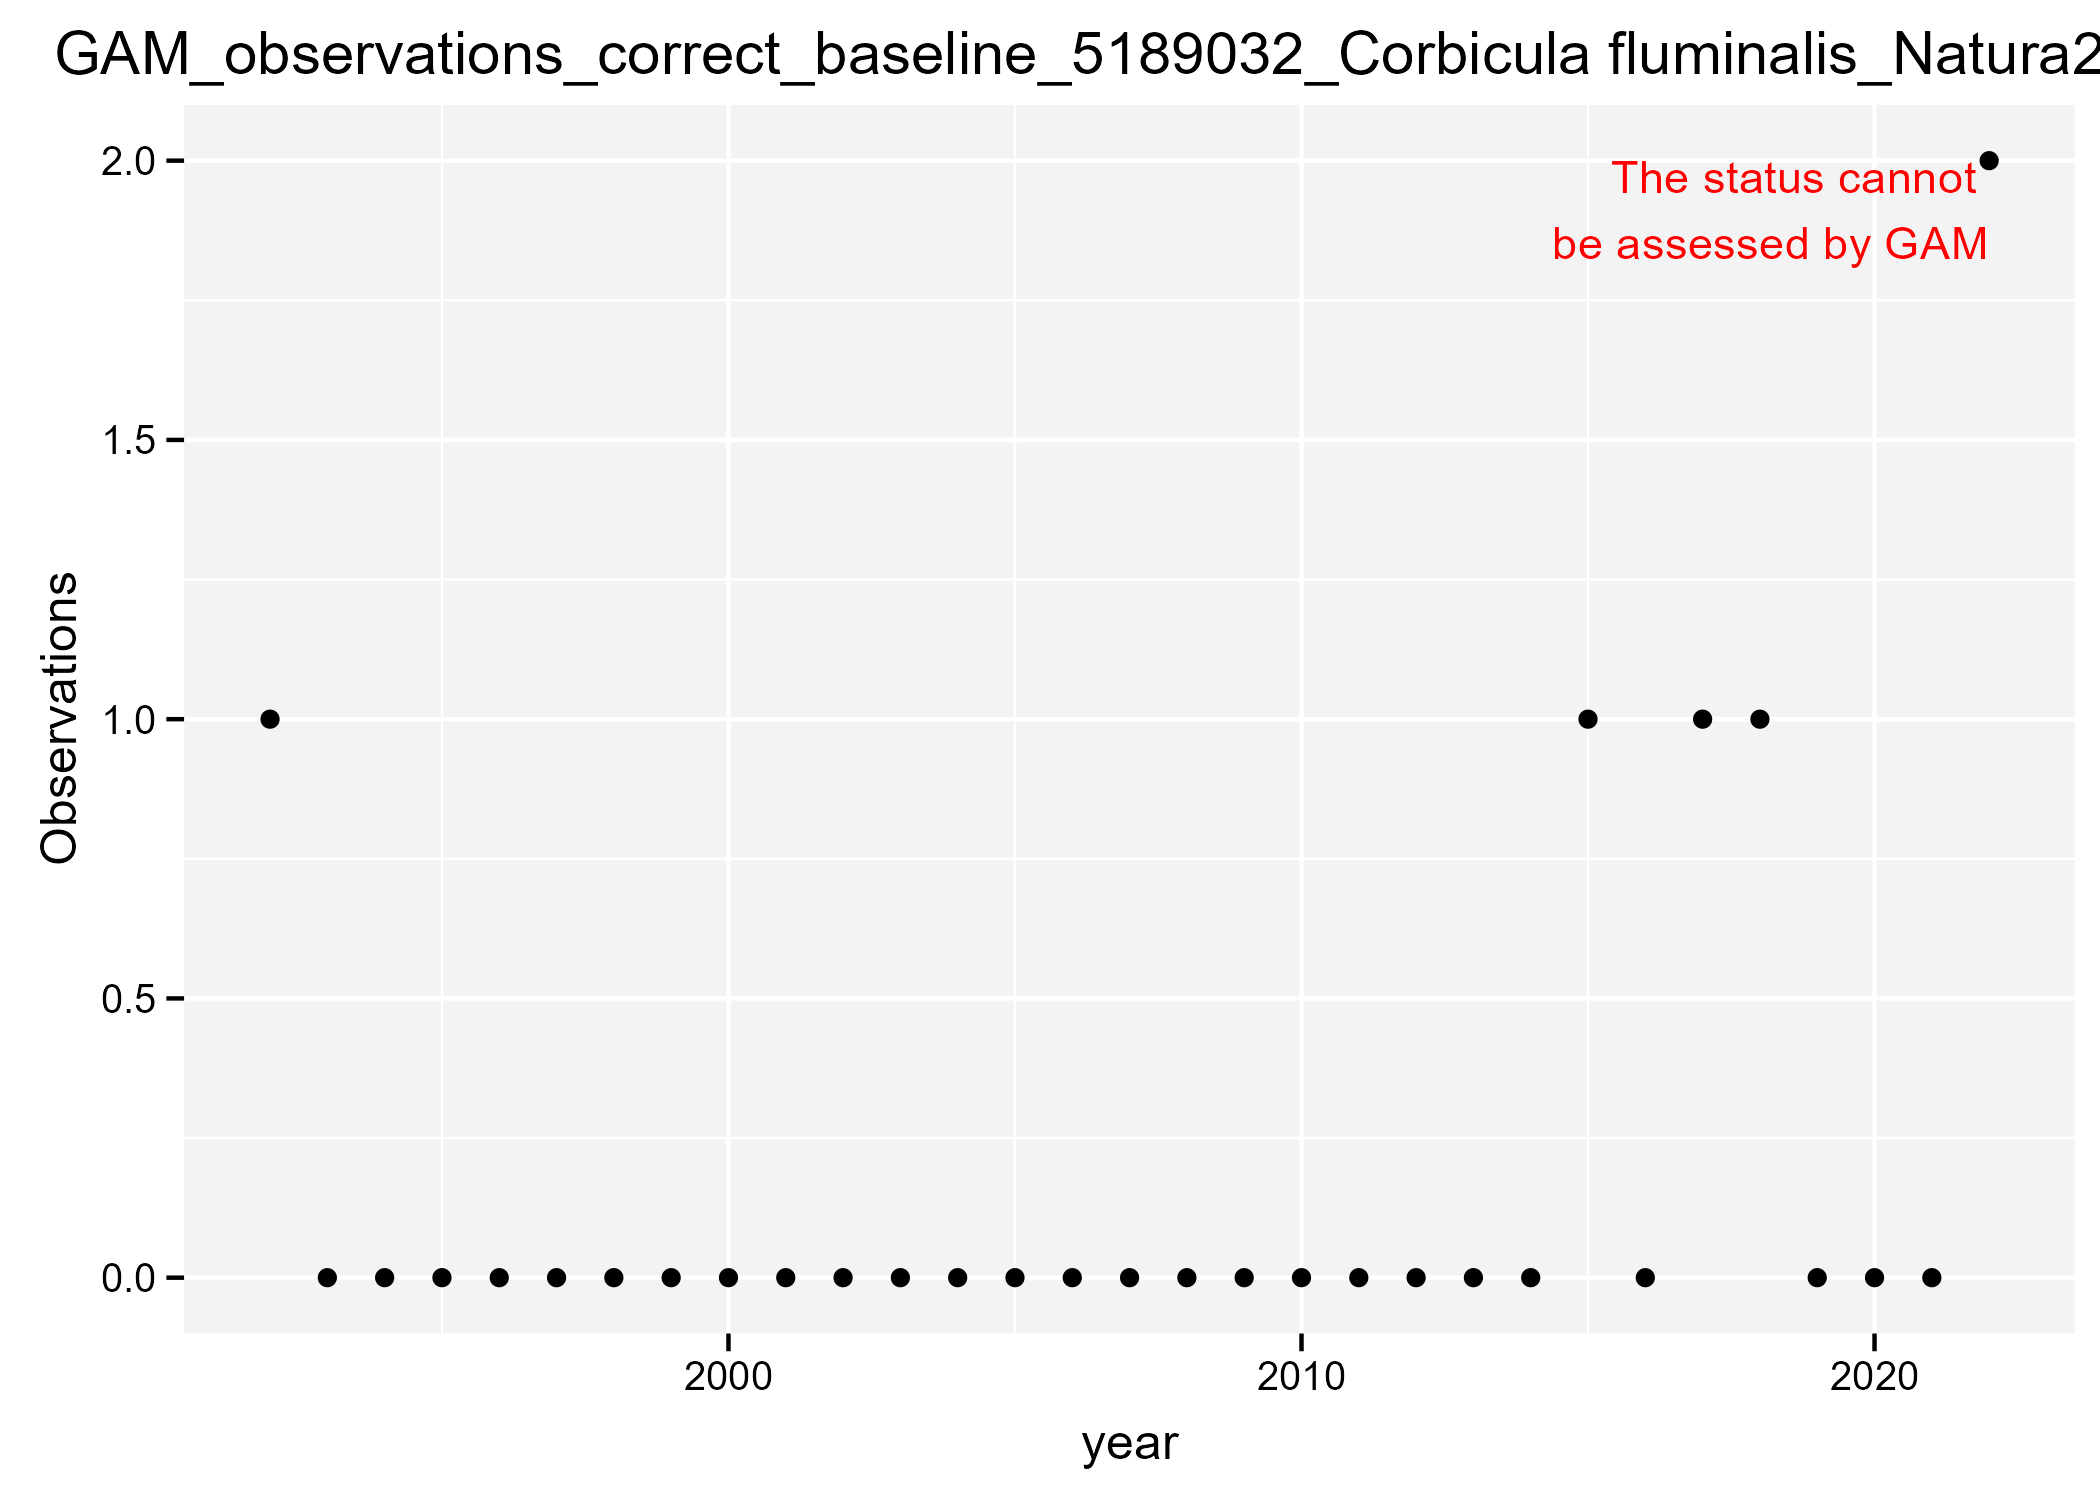 GAM_observations_correct_baseline_5189032_Corbicula fluminalis_Natura2
2.0
The status cannot
be assessed by GAM
1.5
Observations
1.0
0.5
0.0
2000
2010
2020
year